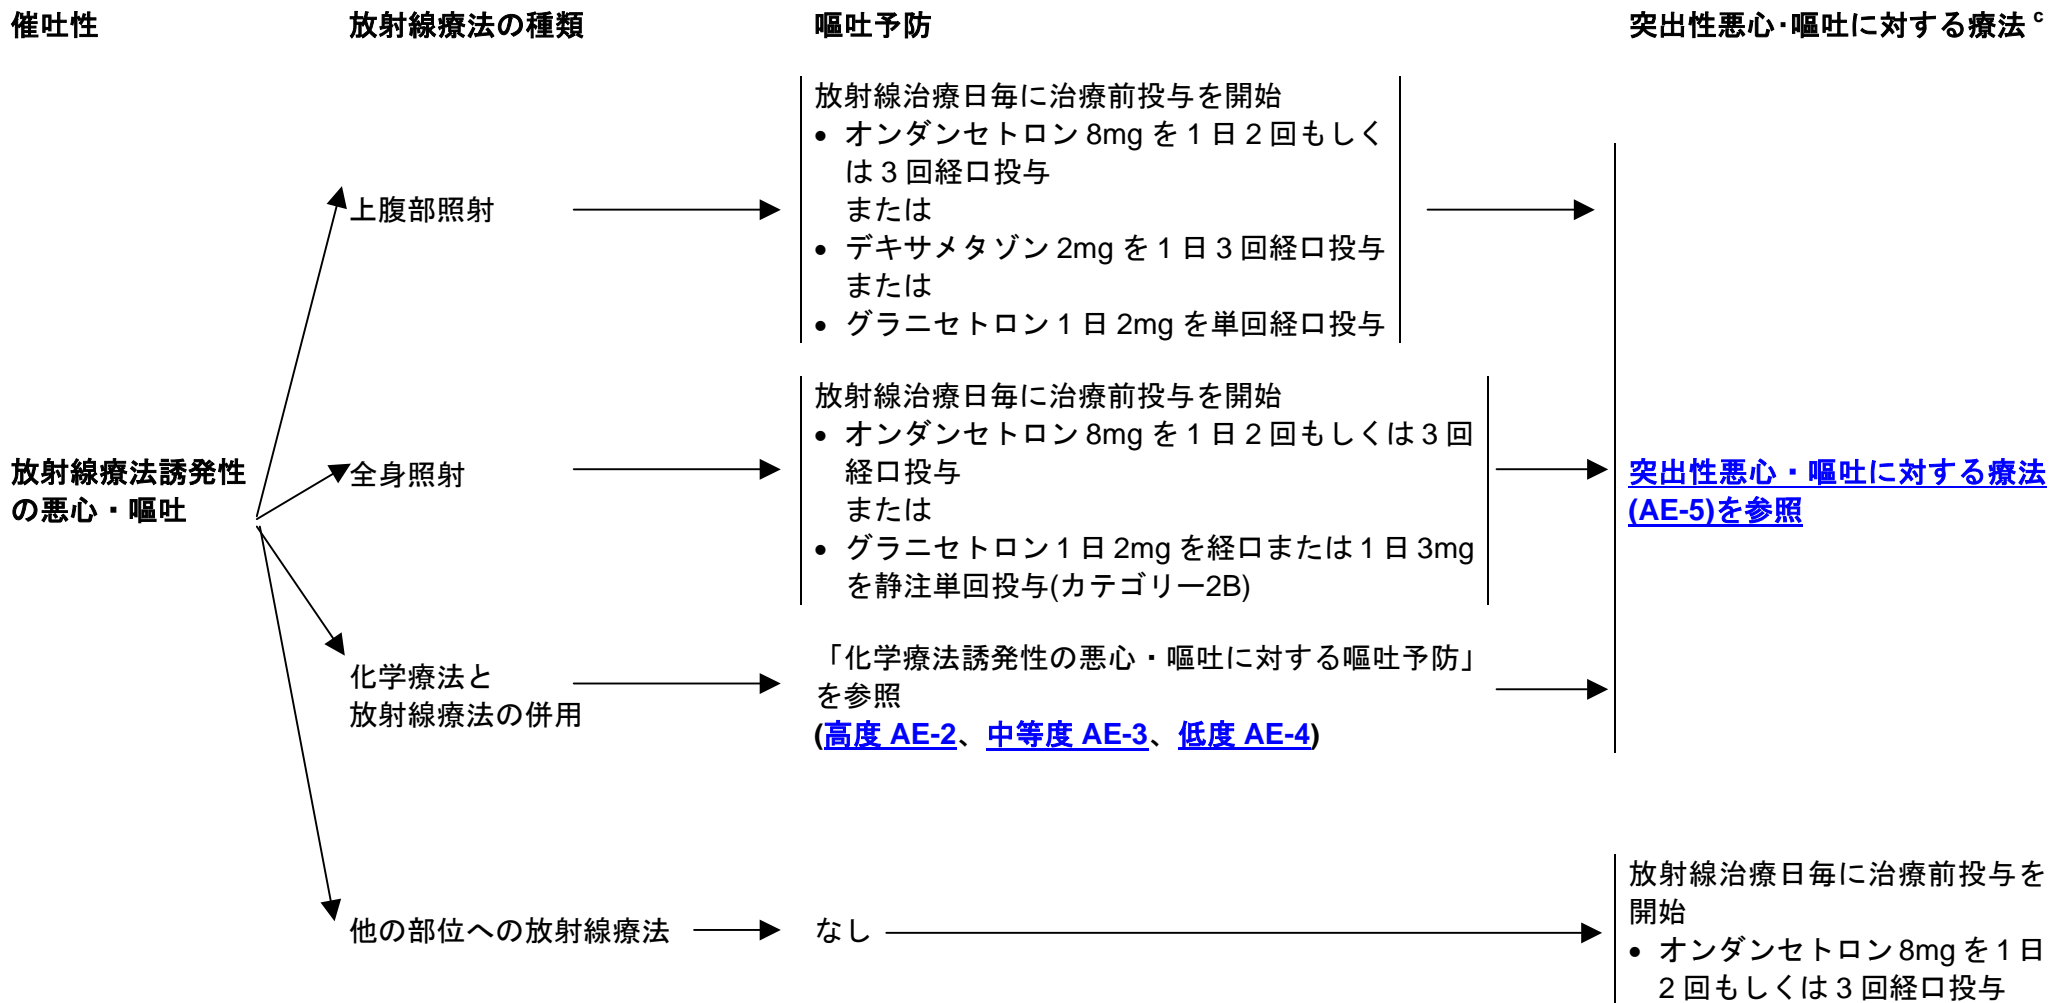 催吐性 放射線療法の種類 嘔吐予防 突出性悪心・嘔吐に対する療法 c
放射線治療日毎に治療前投与を開始
• オンダンセトロン 8mg を 1 日 2 回もしく
は 3 回経口投与
または
• デキサメタゾン 2mg を 1 日 3 回経口投与
または
• グラニセトロン 1 日 2mg を単回経口投与
上腹部照射
放射線治療日毎に治療前投与を開始
• オンダンセトロン 8mg を 1 日 2 回もしくは 3 回
経口投与
または
• グラニセトロン 1 日 2mg を経口または 1 日 3mg
を静注単回投与(カテゴリー2B)
放射線療法誘発性
の悪心・嘔吐
全身照射
突出性悪心・嘔吐に対する療法
(AE-5)を参照
化学療法と
放射線療法の併用
「化学療法誘発性の悪心・嘔吐に対する嘔吐予防」
を参照
(高度 AE-2、中等度 AE-3、低度 AE-4)
他の部位への放射線療法
なし
放射線治療日毎に治療前投与を
開始
• オンダンセトロン 8mg を 1 日
2 回もしくは 3 回経口投与